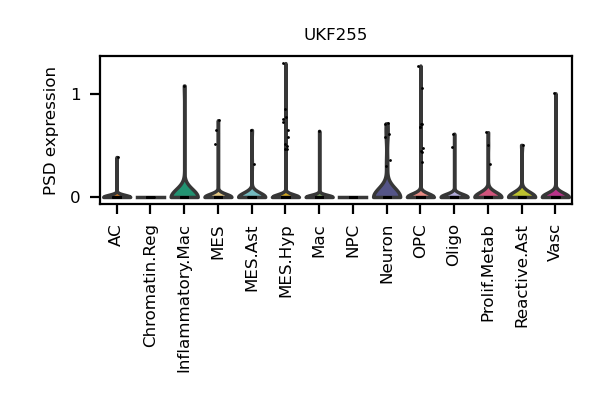 UKF255
PSD expression
1
0
AC
Chromatin.Reg
Inflammatory.Mac
MES
MES.Ast
MES.Hyp
Mac
NPC
Neuron
OPC
Oligo
Prolif.Metab
Reactive.Ast
Vasc